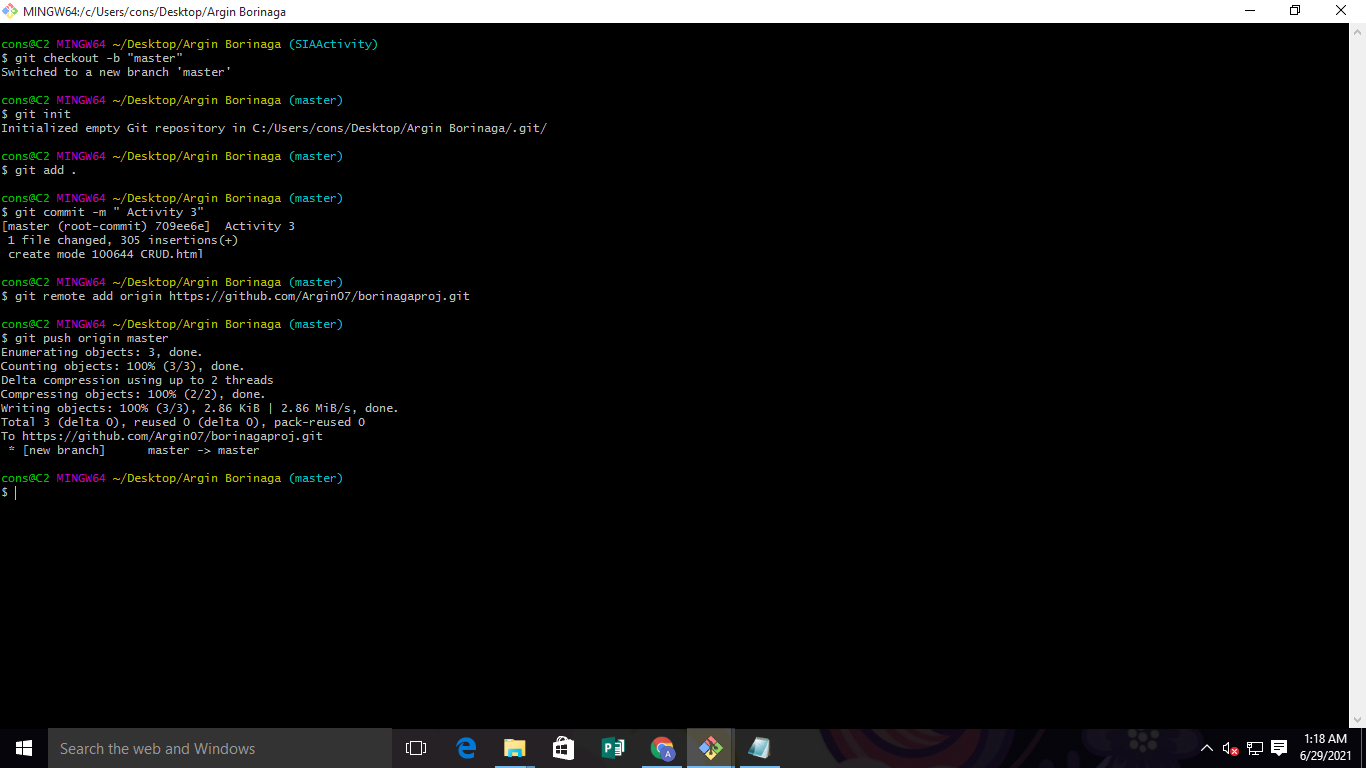 MINGW64:/c/Users/cons/Desktop/Argin Borinaga
cons@C2 MINGW64 ~/Desktop/Argin Borinaga (SIAActivity)
$ git checkout -b "master"
Switched to a new branch 'master'
cons@C2 MINGW64 ~/Desktop/Argin Borinaga (master)
$ git init
Initialized empty Git repository in C:/Users/cons/Desktop/Argin Borinaga/.git/
cons@C2 MINGW64 ~/Desktop/Argin Borinaga (master)
$ git add .
cons@C2 MINGW64 ~/Desktop/Argin Borinaga (master)
$ git commit -m " Activity 3"
[master (root-commit) 709ee6e]  Activity 3
 1 file changed, 305 insertions(+)
 create mode 100644 CRUD.html
cons@C2 MINGW64 ~/Desktop/Argin Borinaga (master)
$ git remote add origin https://github.com/Argin07/borinagaproj.git
cons@C2 MINGW64 ~/Desktop/Argin Borinaga (master)
$ git push origin master
Enumerating objects: 3, done.
Counting objects: 100% (3/3), done.
Delta compression using up to 2 threads
Compressing objects: 100% (2/2), done.
Writing objects: 100% (3/3), 2.86 KiB | 2.86 MiB/s, done.
Total 3 (delta 0), reused 0 (delta 0), pack-reused 0
To https://github.com/Argin07/borinagaproj.git
 * [new branch]      master -> master
cons@C2 MINGW64 ~/Desktop/Argin Borinaga (master)
$
Search the web and Windows
1:18 AM
6/29/2021